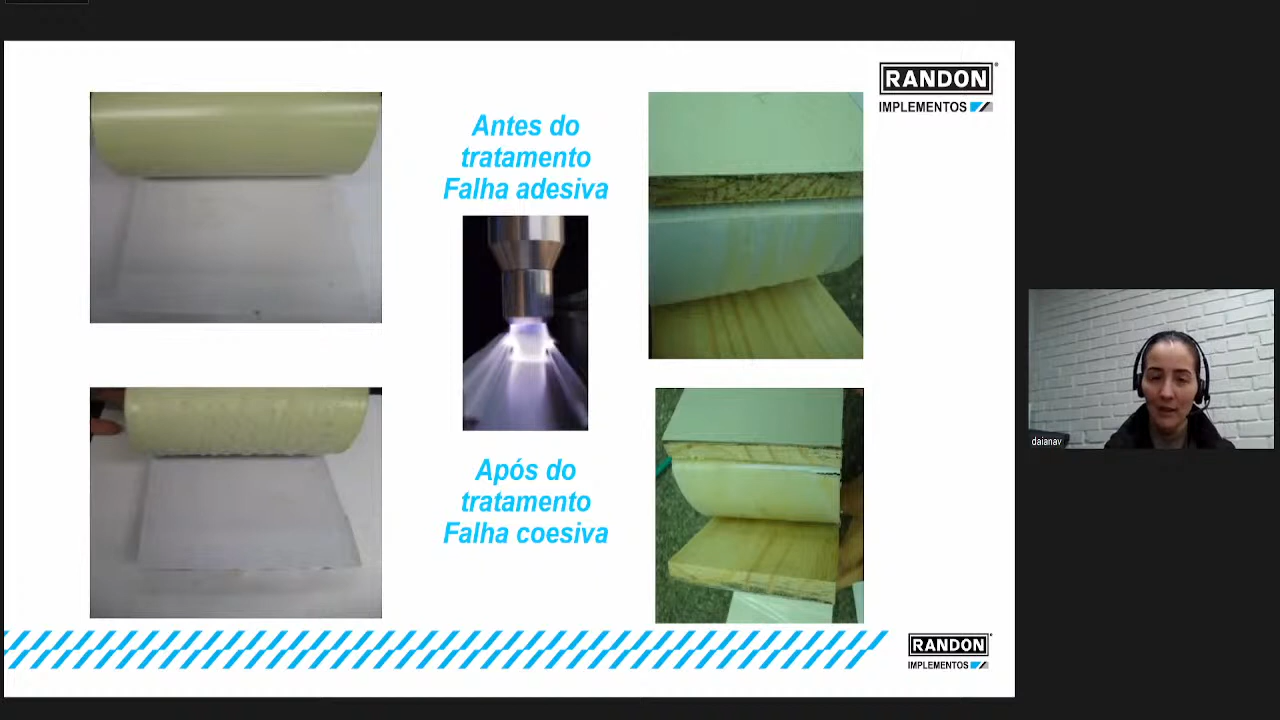 RANDON
IMPLEMENTOS
Antes do
tratamento
Falha adesiva
Após do
tratamento
Falha coesiva
daianav
RANDON
IMPLEMENTOS